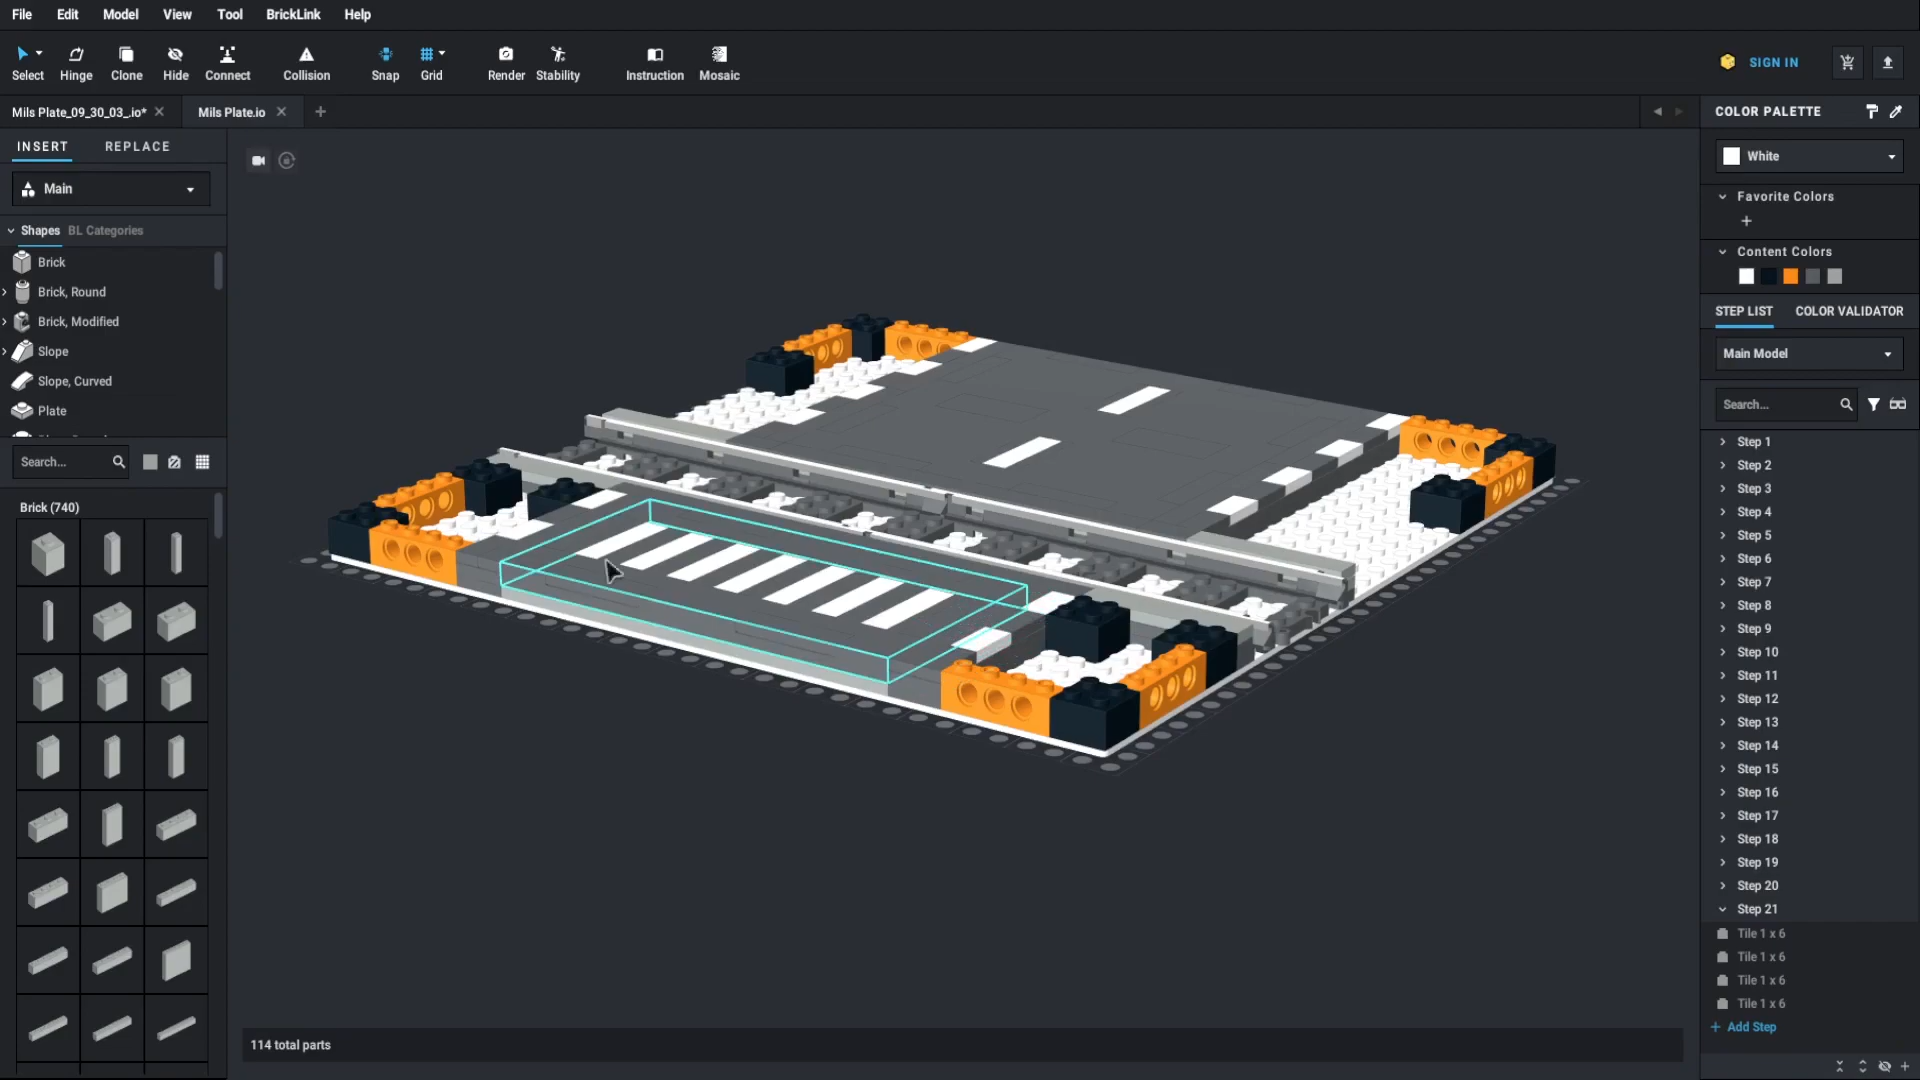 File Edit Model View Tool BrickLink Help
Select Hinge Clone Hide Connect Collision Snap Grid Render Stability Instruction Mosaic
SIGN IN
Mils Plate_09_30_03_.io* Mils Plate.io
INSERT REPLACE
Main
Shapes BL Categories
Brick
Brick, Round
Brick, Modified
Slope
Slope, Curved
Plate
Search...
Brick (740)
114 total parts
COLOR PALETTE
White
Favorite Colors
Content Colors
STEP LIST COLOR VALIDATOR
Main Model
Search...
Step 1
Step 2
Step 3
Step 4
Step 5
Step 6
Step 7
Step 8
Step 9
Step 10
Step 11
Step 12
Step 13
Step 14
Step 15
Step 16
Step 17
Step 18
Step 19
Step 20
Step 21
Tile 1 x 6
Tile 1 x 6
Tile 1 x 6
Tile 1 x 6
+ Add Step